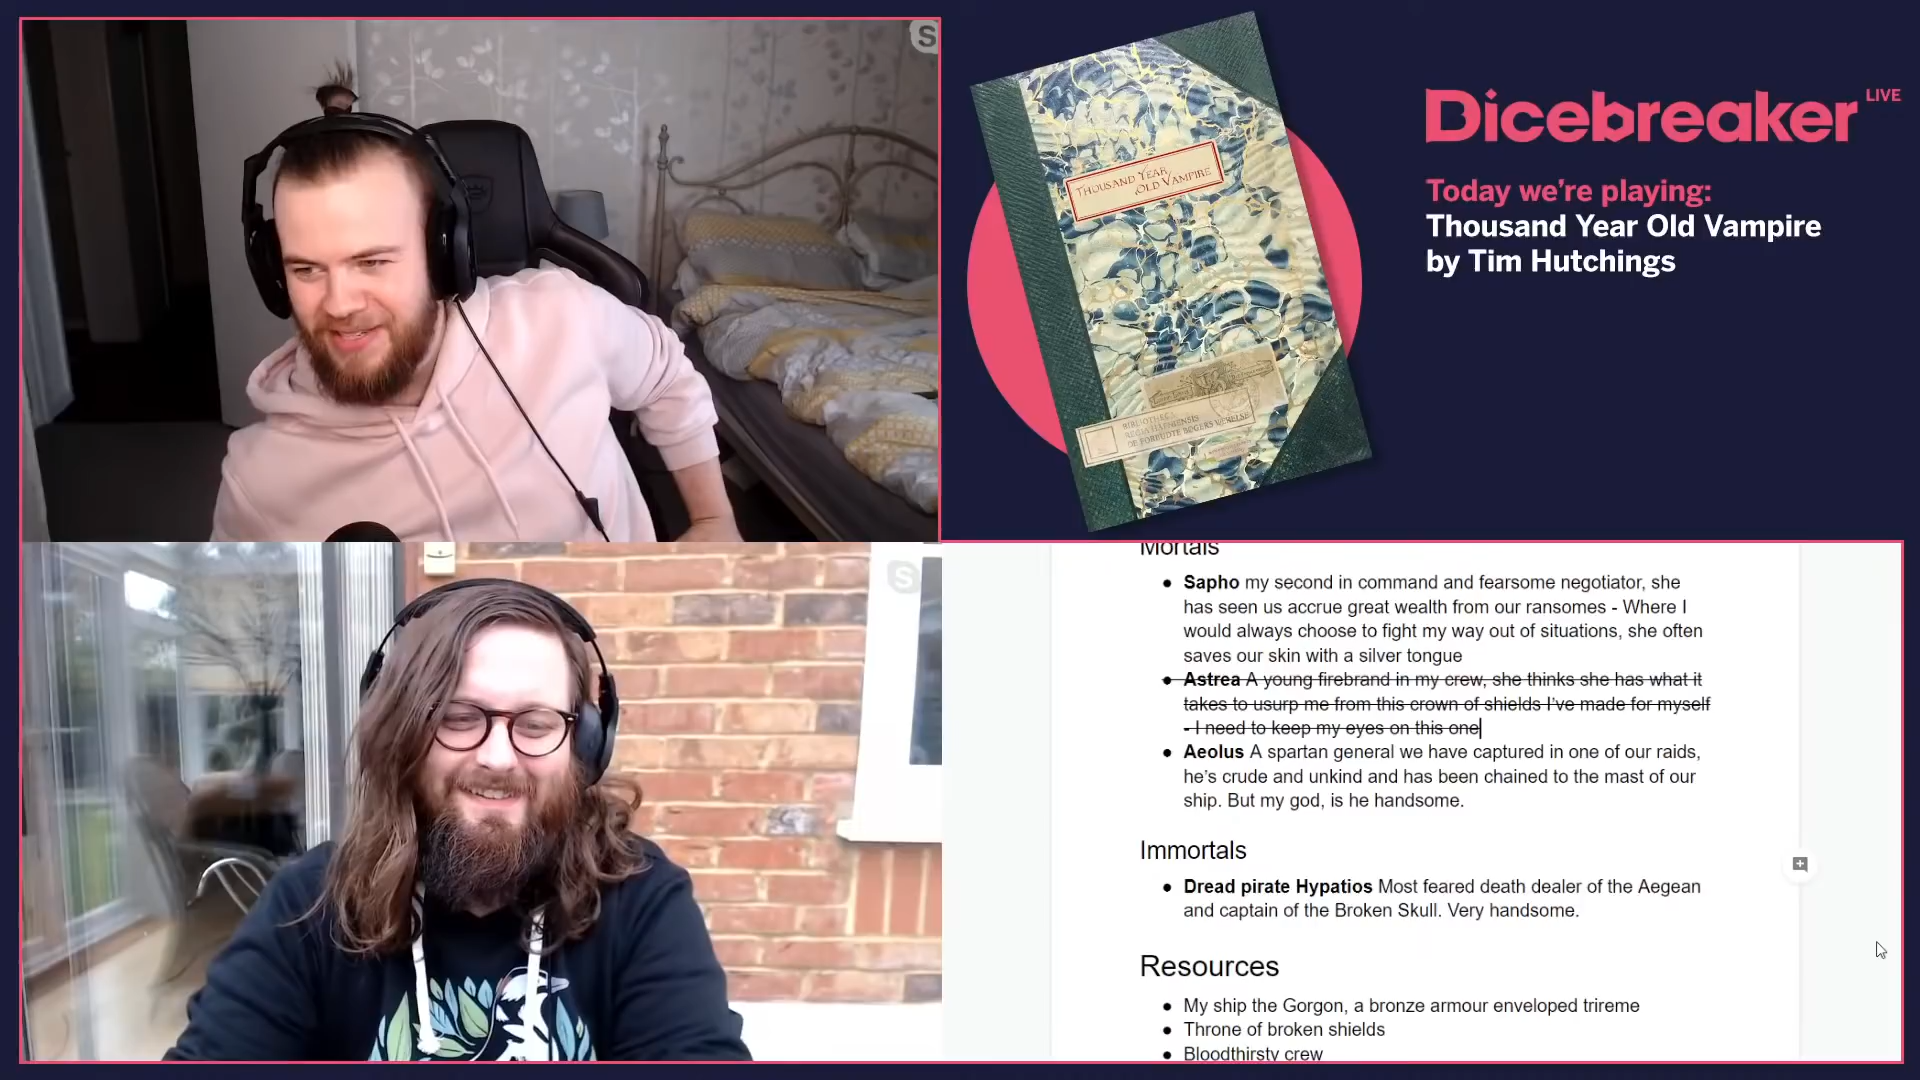 S
THOUSAND YEAR
OLD VAMPIRE
BIBLIOTHECA
REGIA HAFNIENSIS
DE FORBUDTE BOGERS VÆRELSE
Dicebreaker LIVE
Today we're playing:
Thousand Year Old Vampire
by Tim Hutchings
S
Mortals
● Sapho my second in command and fearsome negotiator, she
has seen us accrue great wealth from our ransomes - Where I
would always choose to fight my way out of situations, she often
saves our skin with a silver tongue
● Astrea A young firebrand in my crew, she thinks she has what it
takes to usurp me from this crown of shields I've made for myself
- I need to keep my eyes on this one
● Aeolus A spartan general we have captured in one of our raids,
he's crude and unkind and has been chained to the mast of our
ship. But my god, is he handsome.
Immortals
● Dread pirate Hypatios Most feared death dealer of the Aegean
and captain of the Broken Skull. Very handsome.
Resources
● My ship the Gorgon, a bronze armour enveloped trireme
● Throne of broken shields
● Bloodthirsty crew